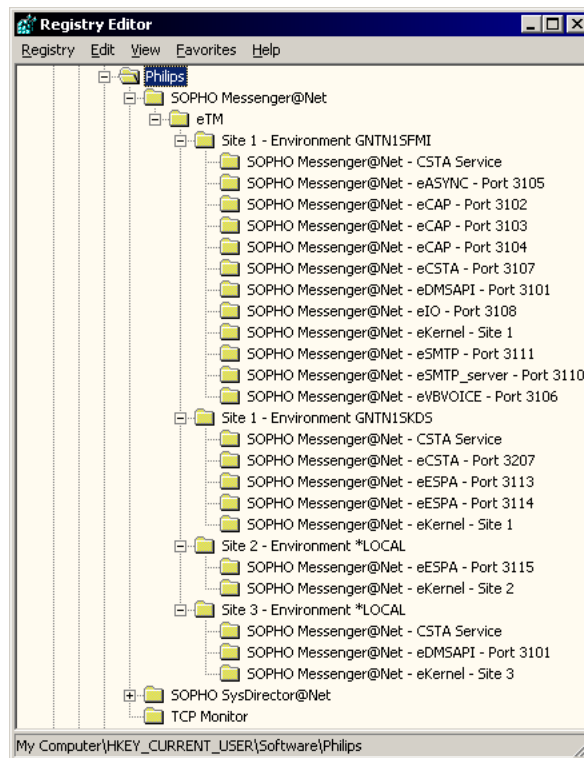 Registry Editor
Registry Edit View Favorites Help
Philips
SOPHO Messenger@Net
eTM
Site 1 - Environment GNTN1SFMI
SOPHO Messenger@Net - CSTA Service
SOPHO Messenger@Net - eASYNC - Port 3105
SOPHO Messenger@Net - eCAP - Port 3102
SOPHO Messenger@Net - eCAP - Port 3103
SOPHO Messenger@Net - eCAP - Port 3104
SOPHO Messenger@Net - eCSTA - Port 3107
SOPHO Messenger@Net - eDMSAPI - Port 3101
SOPHO Messenger@Net - eIO - Port 3108
SOPHO Messenger@Net - eKernel - Site 1
SOPHO Messenger@Net - eSMTP - Port 3111
SOPHO Messenger@Net - eSMTP_server - Port 3110
SOPHO Messenger@Net - eVBVOICE - Port 3106
Site 1 - Environment GNTN1SKDS
SOPHO Messenger@Net - CSTA Service
SOPHO Messenger@Net - eCSTA - Port 3207
SOPHO Messenger@Net - eESPA - Port 3113
SOPHO Messenger@Net - eESPA - Port 3114
SOPHO Messenger@Net - eKernel - Site 1
Site 2 - Environment *LOCAL
SOPHO Messenger@Net - eESPA - Port 3115
SOPHO Messenger@Net - eKernel - Site 2
Site 3 - Environment *LOCAL
SOPHO Messenger@Net - CSTA Service
SOPHO Messenger@Net - eDMSAPI - Port 3101
SOPHO Messenger@Net - eKernel - Site 3
SOPHO SysDirector@Net
TCP Monitor
My Computer\HKEY_CURRENT_USER\Software\Philips